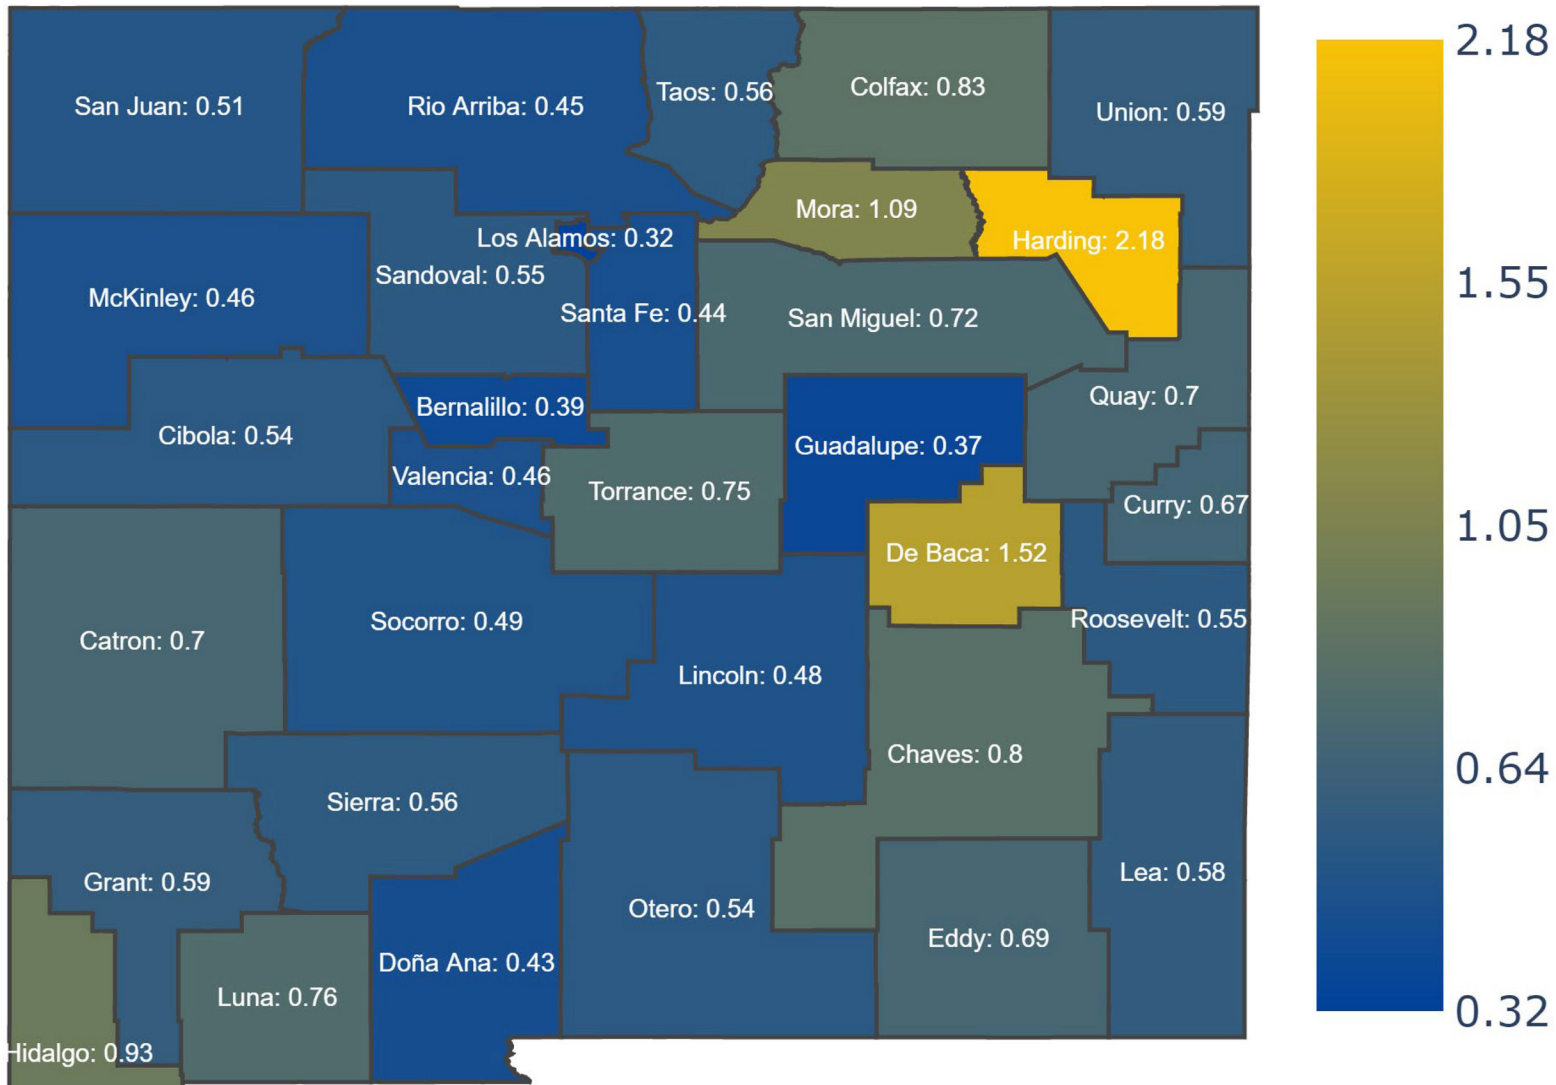 San Juan: 0.51
Rio Arriba: 0.45
Taos: 0.56
Colfax: 0.83
Union: 0.59
Mora: 1.09
Harding: 2.18
Los Alamos: 0.32
Sandoval: 0.55
McKinley: 0.46
Santa Fe: 0.44
San Miguel: 0.72
Quay: 0.7
Bernalillo: 0.39
Cibola: 0.54
Guadalupe: 0.37
Valencia: 0.46
Torrance: 0.75
Curry: 0.67
De Baca: 1.52
Socorro: 0.49
Roosevelt: 0.55
Catron: 0.7
Lincoln: 0.48
Chaves: 0.8
Sierra: 0.56
Lea: 0.58
Grant: 0.59
Otero: 0.54
Eddy: 0.69
Doña Ana: 0.43
Luna: 0.76
Hidalgo: 0.93
2.18
1.55
1.05
0.64
0.32